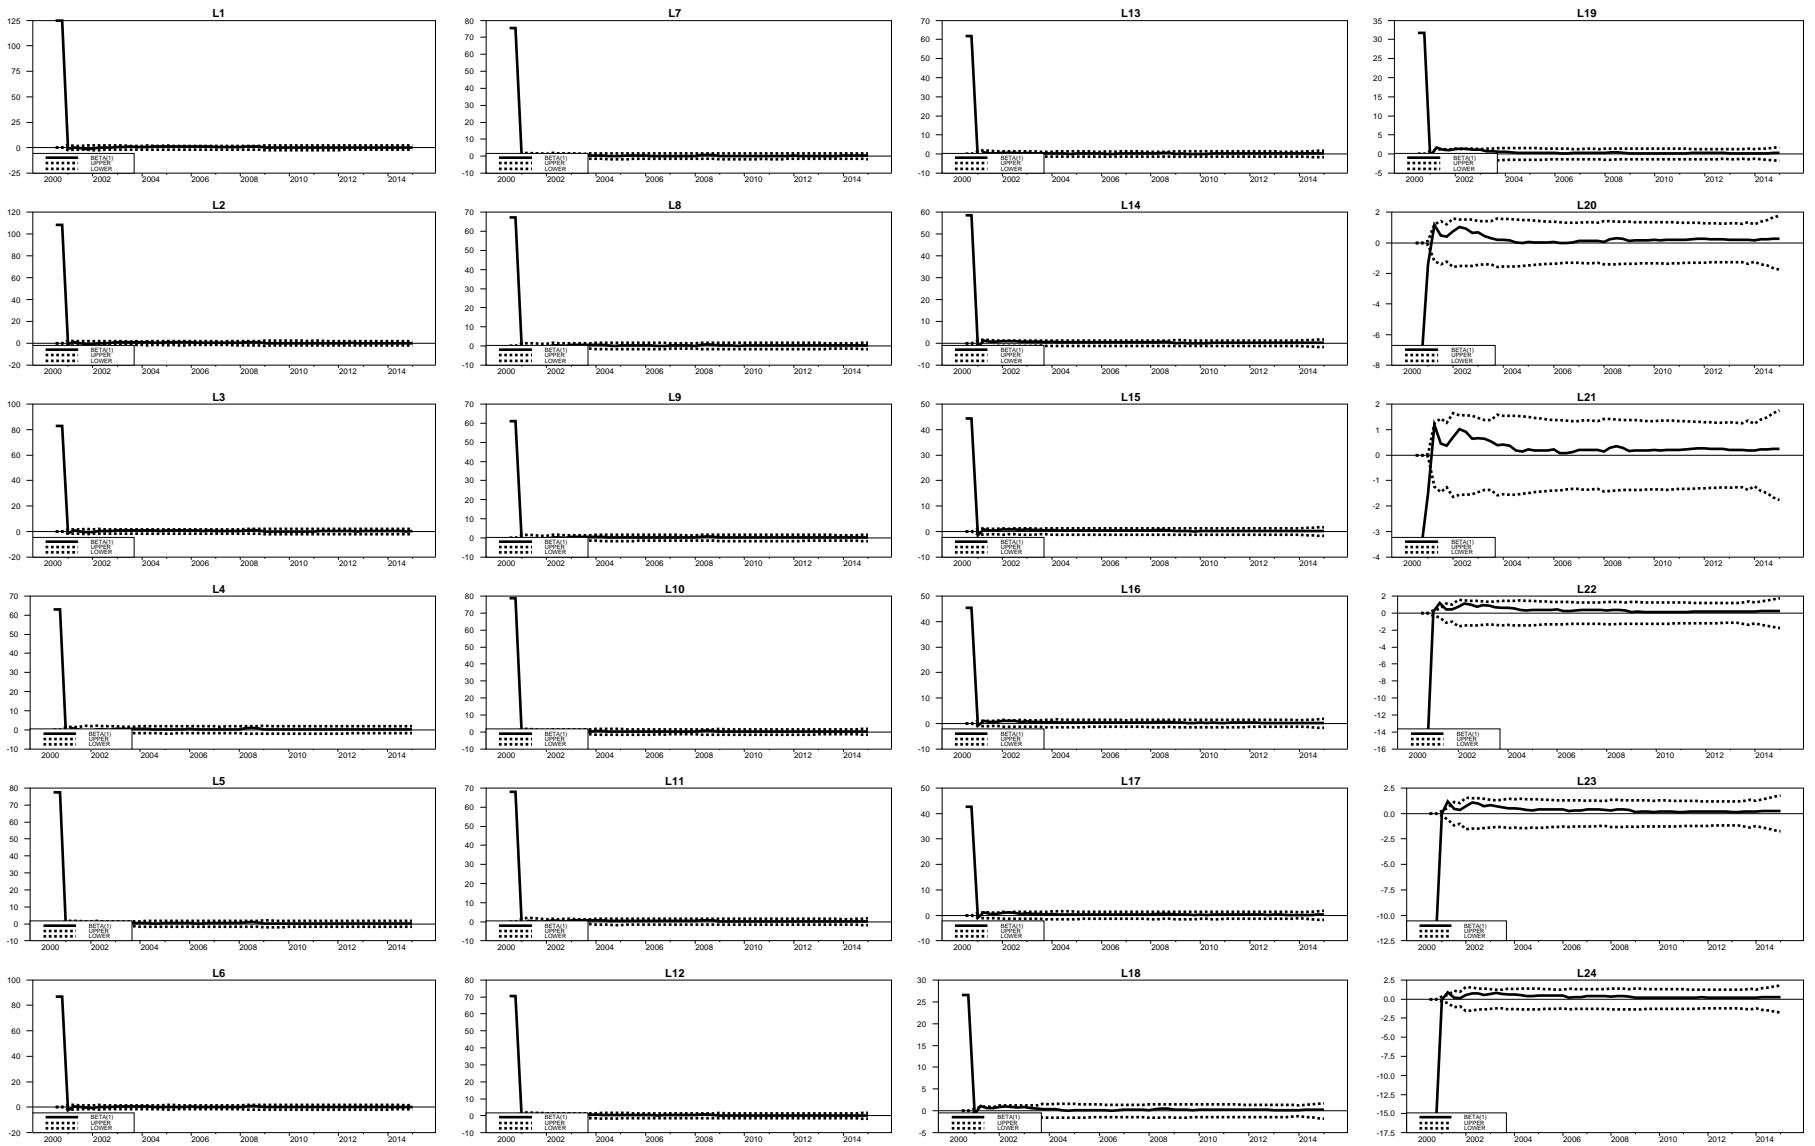 L1
125
100
75
50
25
0
-25
BETA(1)
UPPER
LOWER
2000 2002 2004 2006 2008 2010 2012 2014
L7
80
70
60
50
40
30
20
10
0
-10
BETA(1)
UPPER
LOWER
2000 2002 2004 2006 2008 2010 2012 2014
L13
70
60
50
40
30
20
10
0
-10
BETA(1)
UPPER
LOWER
2000 2002 2004 2006 2008 2010 2012 2014
L19
35
30
25
20
15
10
5
0
-5
BETA(1)
UPPER
LOWER
2000 2002 2004 2006 2008 2010 2012 2014
L2
120
100
80
60
40
20
0
-20
BETA(1)
UPPER
LOWER
2000 2002 2004 2006 2008 2010 2012 2014
L8
80
70
60
50
40
30
20
10
0
-10
BETA(1)
UPPER
LOWER
2000 2002 2004 2006 2008 2010 2012 2014
L14
60
50
40
30
20
10
0
-10
BETA(1)
UPPER
LOWER
2000 2002 2004 2006 2008 2010 2012 2014
L20
2
0
-2
-4
-6
-8
BETA(1)
UPPER
LOWER
2000 2002 2004 2006 2008 2010 2012 2014
L3
100
80
60
40
20
0
-20
BETA(1)
UPPER
LOWER
2000 2002 2004 2006 2008 2010 2012 2014
L9
70
60
50
40
30
20
10
0
-10
BETA(1)
UPPER
LOWER
2000 2002 2004 2006 2008 2010 2012 2014
L15
50
40
30
20
10
0
-10
BETA(1)
UPPER
LOWER
2000 2002 2004 2006 2008 2010 2012 2014
L21
2
1
0
-1
-2
-3
-4
BETA(1)
UPPER
LOWER
2000 2002 2004 2006 2008 2010 2012 2014
L4
70
60
50
40
30
20
10
0
-10
BETA(1)
UPPER
LOWER
2000 2002 2004 2006 2008 2010 2012 2014
L10
80
70
60
50
40
30
20
10
0
-10
BETA(1)
UPPER
LOWER
2000 2002 2004 2006 2008 2010 2012 2014
L16
50
40
30
20
10
0
-10
BETA(1)
UPPER
LOWER
2000 2002 2004 2006 2008 2010 2012 2014
L22
2
0
-2
-4
-6
-8
-10
-12
-14
-16
BETA(1)
UPPER
LOWER
2000 2002 2004 2006 2008 2010 2012 2014
L5
80
70
60
50
40
30
20
10
0
-10
BETA(1)
UPPER
LOWER
2000 2002 2004 2006 2008 2010 2012 2014
L11
70
60
50
40
30
20
10
0
-10
BETA(1)
UPPER
LOWER
2000 2002 2004 2006 2008 2010 2012 2014
L17
50
40
30
20
10
0
-10
BETA(1)
UPPER
LOWER
2000 2002 2004 2006 2008 2010 2012 2014
L23
2.5
0.0
-2.5
-5.0
-7.5
-10.0
-12.5
BETA(1)
UPPER
LOWER
2000 2002 2004 2006 2008 2010 2012 2014
L6
100
80
60
40
20
0
-20
BETA(1)
UPPER
LOWER
2000 2002 2004 2006 2008 2010 2012 2014
L12
80
70
60
50
40
30
20
10
0
-10
BETA(1)
UPPER
LOWER
2000 2002 2004 2006 2008 2010 2012 2014
L18
30
25
20
15
10
5
0
-5
BETA(1)
UPPER
LOWER
2000 2002 2004 2006 2008 2010 2012 2014
L24
2.5
0.0
-2.5
-5.0
-7.5
-10.0
-12.5
-15.0
-17.5
BETA(1)
UPPER
LOWER
2000 2002 2004 2006 2008 2010 2012 2014